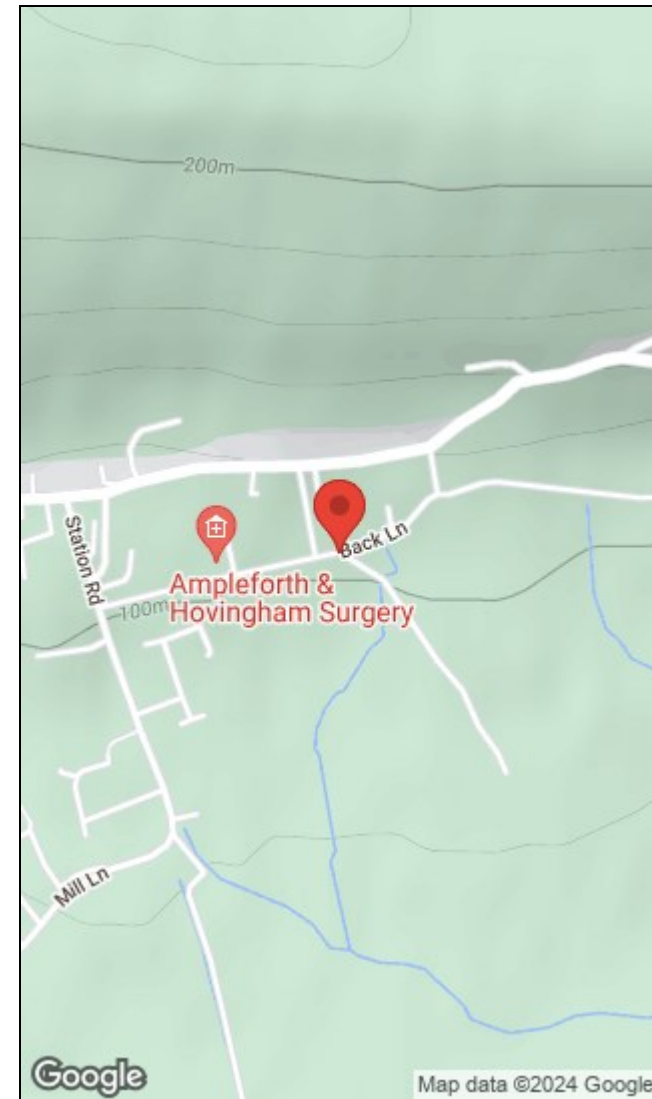 200m
Station Rd
Back Ln
Ampleforth &
Hovingham Surgery
100m
Mill Ln
Google
Map data ©2024 Google